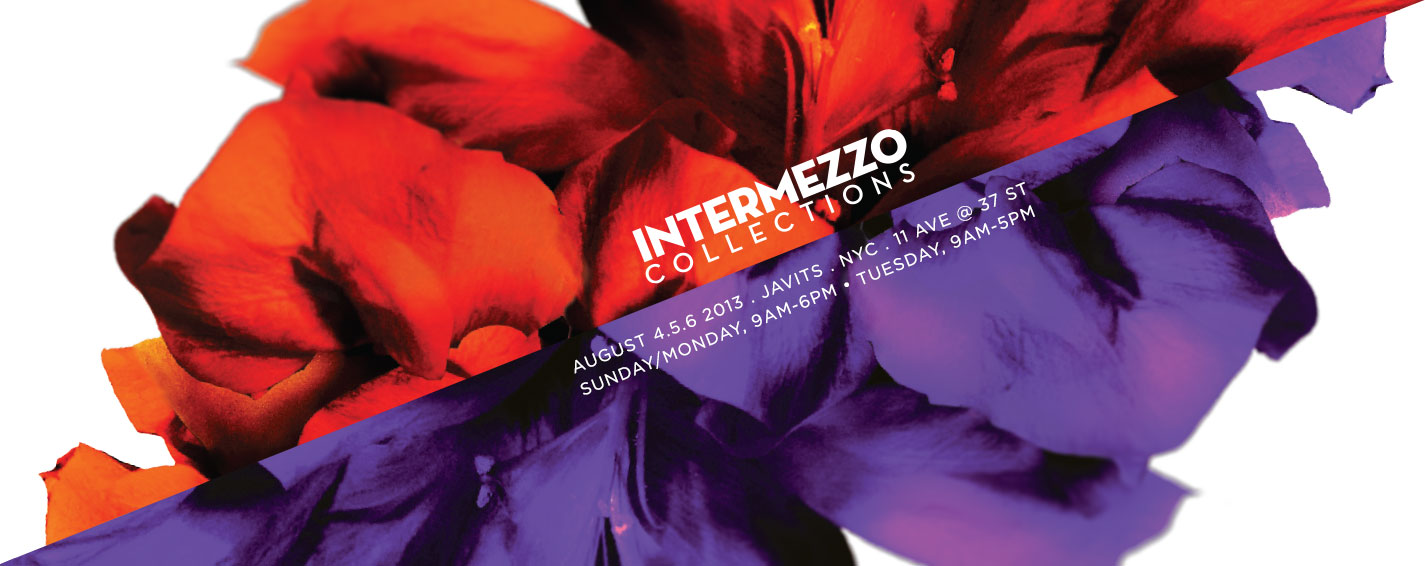 INTERMEZZO
COLLECTIONS
AUGUST 4.5.6 2013 . JAVITS . NYC . 11 AVE @ 37 ST
SUNDAY/MONDAY, 9AM-6PM • TUESDAY, 9AM-5PM